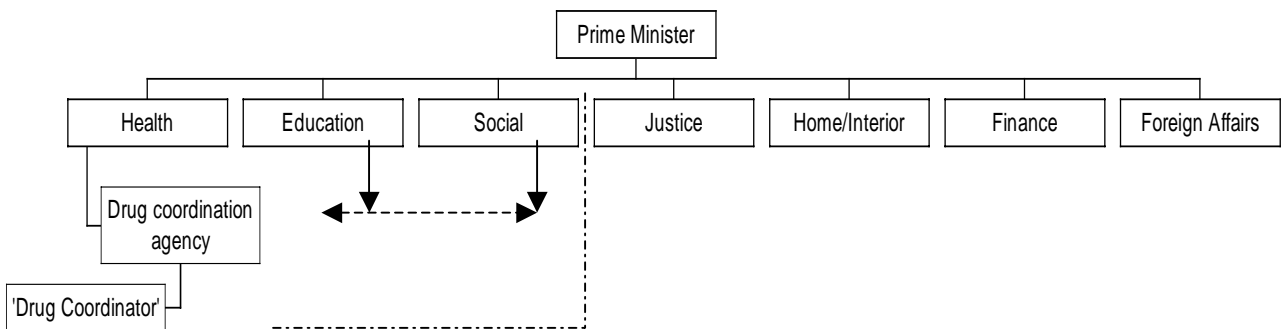 Prime Minister
Health
Education
Social
Justice
Home/Interior
Finance
Foreign Affairs
Drug coordination
agency
'Drug Coordinator'